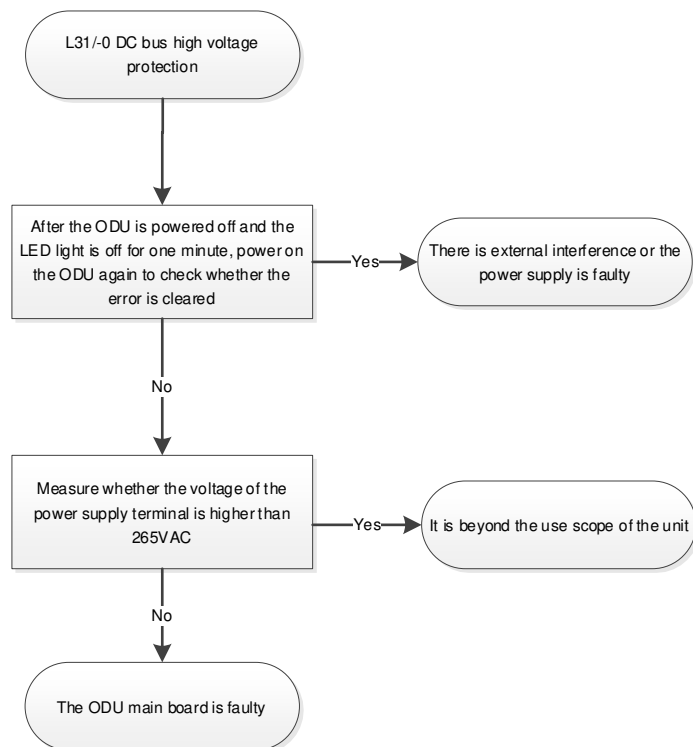 L31/-0 DC bus high voltage
protection
After the ODU is powered off and the
LED light is off for one minute, power on
the ODU again to check whether the
error is cleared
Yes
There is external interference or the
power supply is faulty
No
Measure whether the voltage of the
power supply terminal is higher than
265VAC
Yes
It is beyond the use scope of the unit
No
The ODU main board is faulty